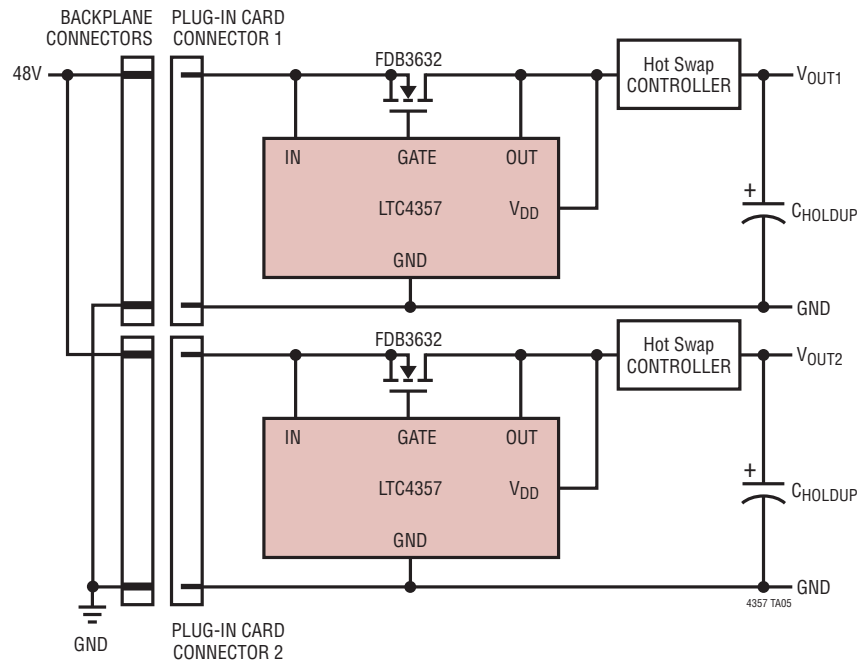 BACKPLANE
CONNECTORS
PLUG-IN CARD
CONNECTOR 1
48V
FDB3632
Hot Swap
CONTROLLER
VOUT1
IN
GATE
OUT
LTC4357
VDD
GND
+
CHOLDUP
GND
FDB3632
Hot Swap
CONTROLLER
VOUT2
IN
GATE
OUT
LTC4357
VDD
GND
+
CHOLDUP
GND
4357 TA05
GND
PLUG-IN CARD
CONNECTOR 2